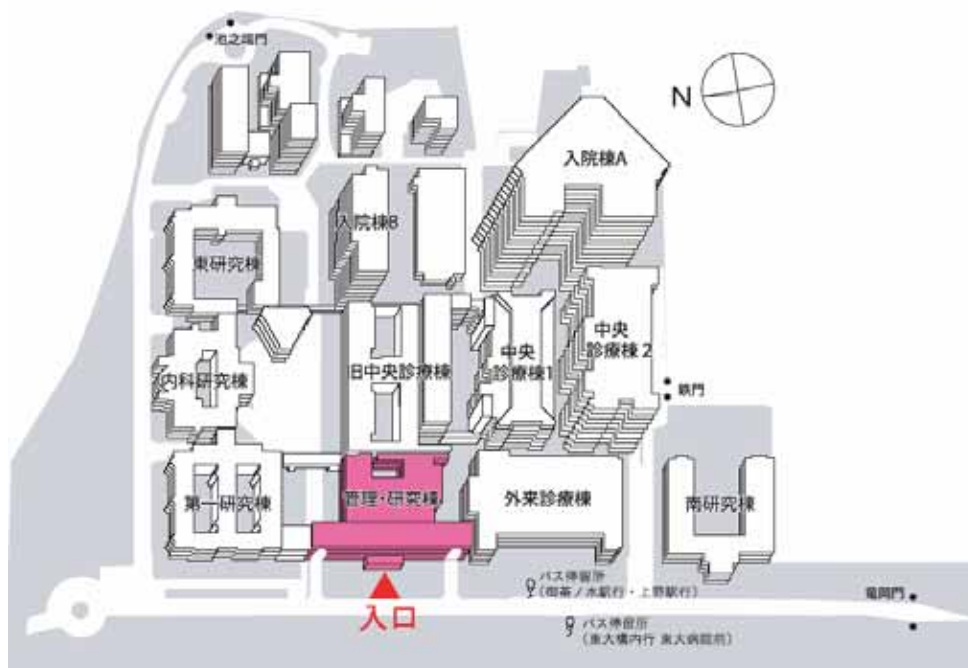 池之端門
N
入院棟A
入院棟B
東研究棟
中央
診療棟1
中央
診療棟2
内科研究棟
旧中央診療棟
鉄門
第一研究棟
管理・研究棟
外来診療棟
南研究棟
バス停留所
(御茶ノ水駅行・上野駅行)
竜岡門
入口
バス停留所
(東大構内行 東大病院前)